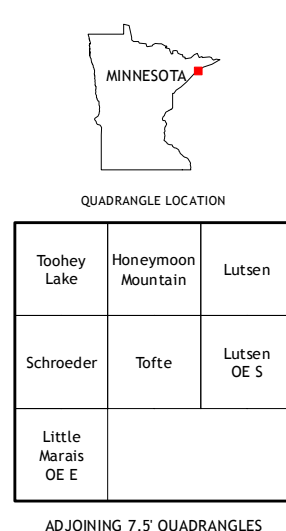 MINNESOTA
QUADRANGLE LOCATION
Toohey
Lake
Honeymoon
Mountain
Lutsen
Schroeder
Tofte
Lutsen
OE S
Little
Marais
OE E
ADJOINING 7.5' QUADRANGLES